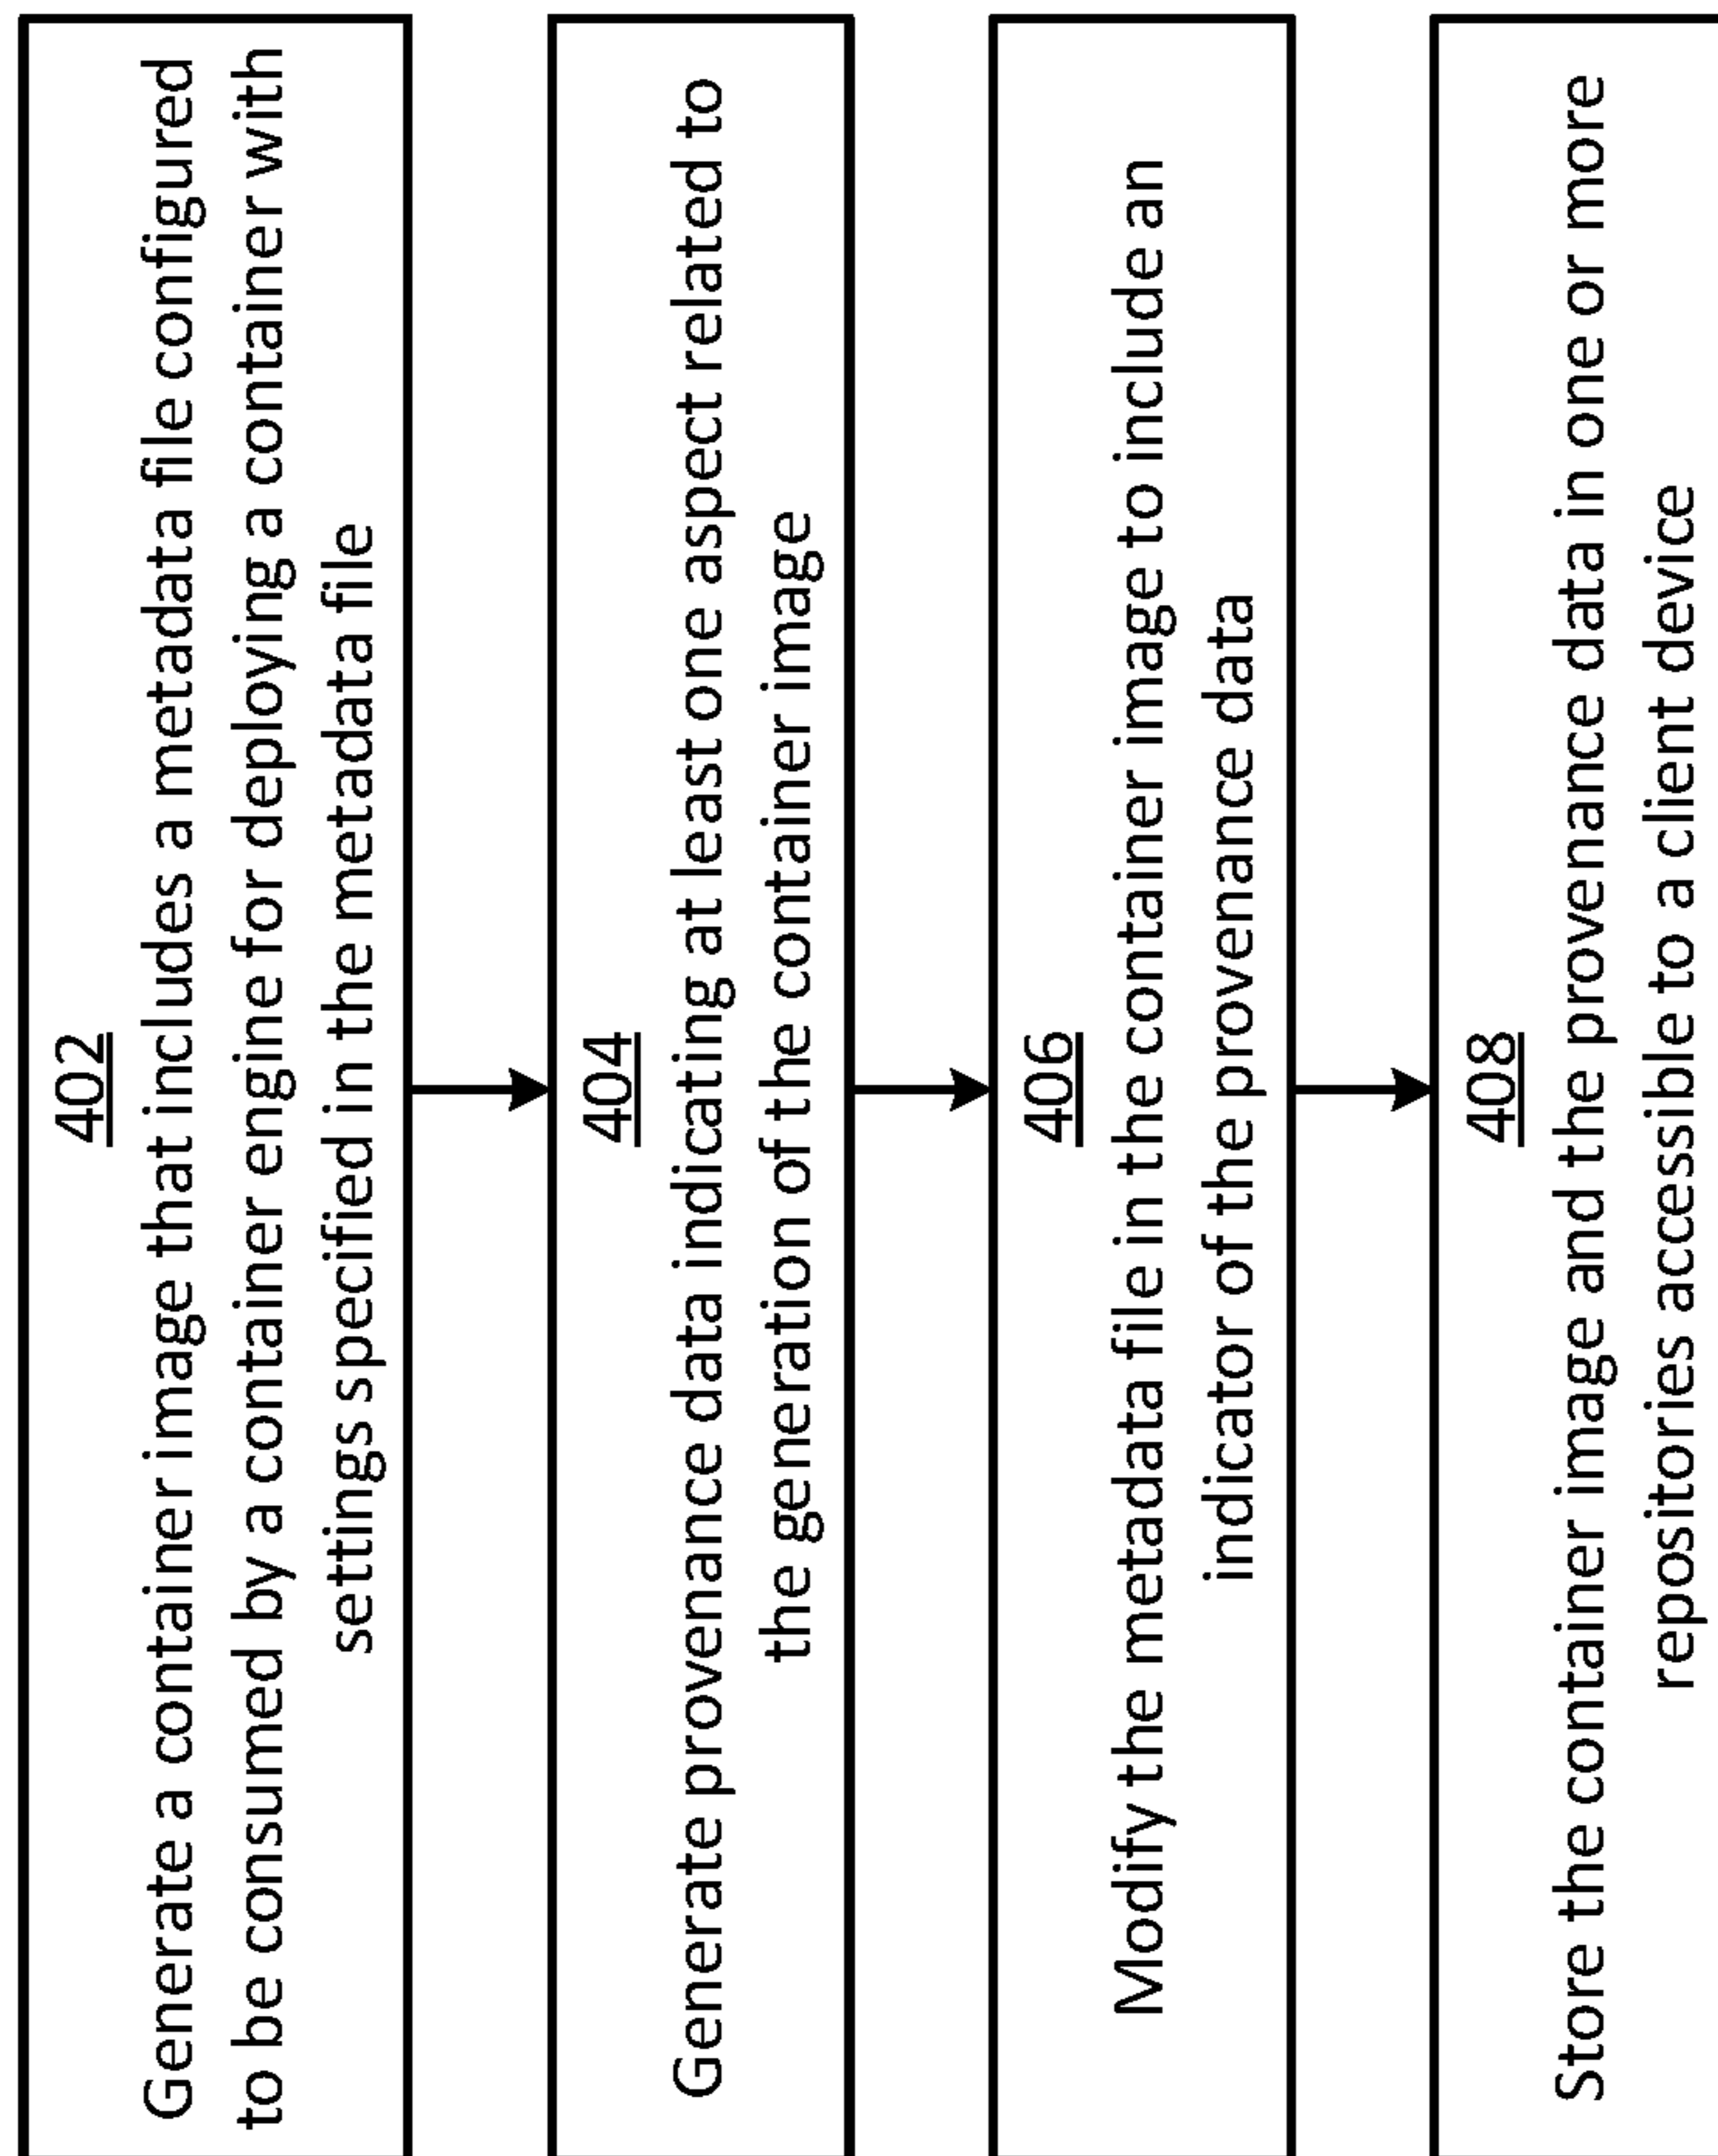 402
Generate a container image that includes a metadata file configured
to be consumed by a container engine for deploying a container with
settings specified in the metadata file
404
Generate provenance data indicating at least one aspect related to
the generation of the container image
406
Modify the metadata file in the container image to include an
indicator of the provenance data
408
Store the container image and the provenance data in one or more
repositories accessible to a client device